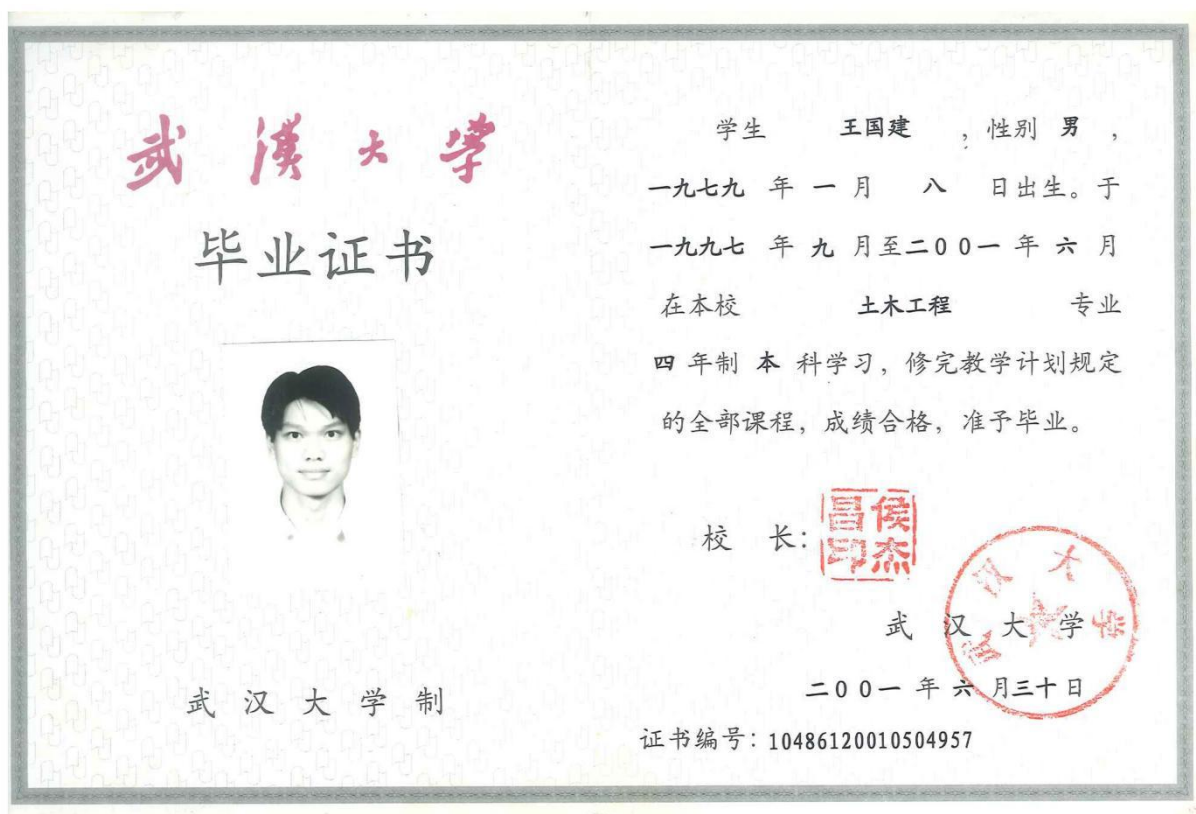 武漢大學
毕业证书
武汉大学制
学生 王国建 ，性别 男 ，
一九七九 年 一 月 八 日出生。于
一九九七 年 九 月至二00一 年 六 月
在本校 土木工程 专业
四 年制 本 科学习，修完教学计划规定
的全部课程，成绩合格，准予毕业。
校 长：
侯杰昌印
武汉大学
武汉大学
二00一 年 六 月三十日
证书编号：10486120010504957